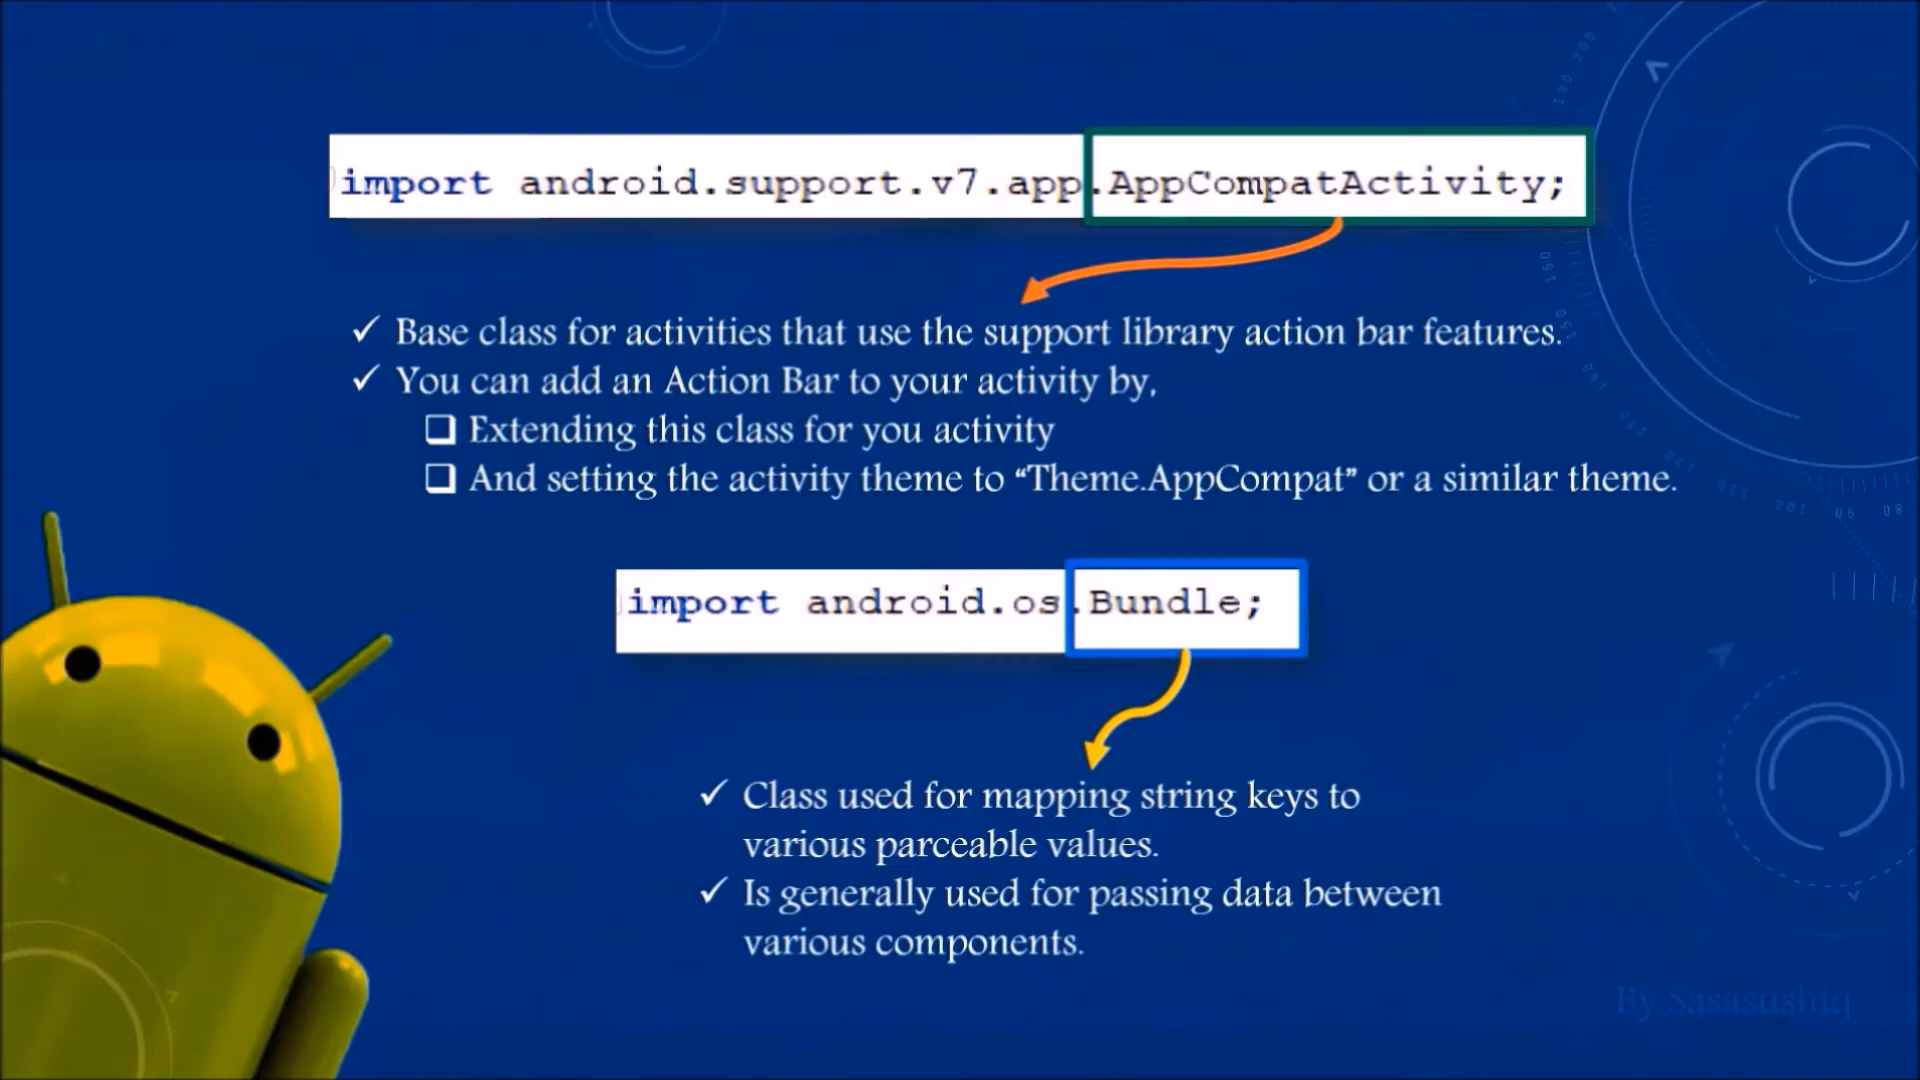 import android.support.v7.app.AppCompatActivity;
✓ Base class for activities that use the support library action bar features.
✓ You can add an Action Bar to your activity by,
❑ Extending this class for you activity
❑ And setting the activity theme to “Theme.AppCompat” or a similar theme.
import android.os.Bundle;
✓ Class used for mapping string keys to
various parceable values.
✓ Is generally used for passing data between
various components.
By Sasasushiq